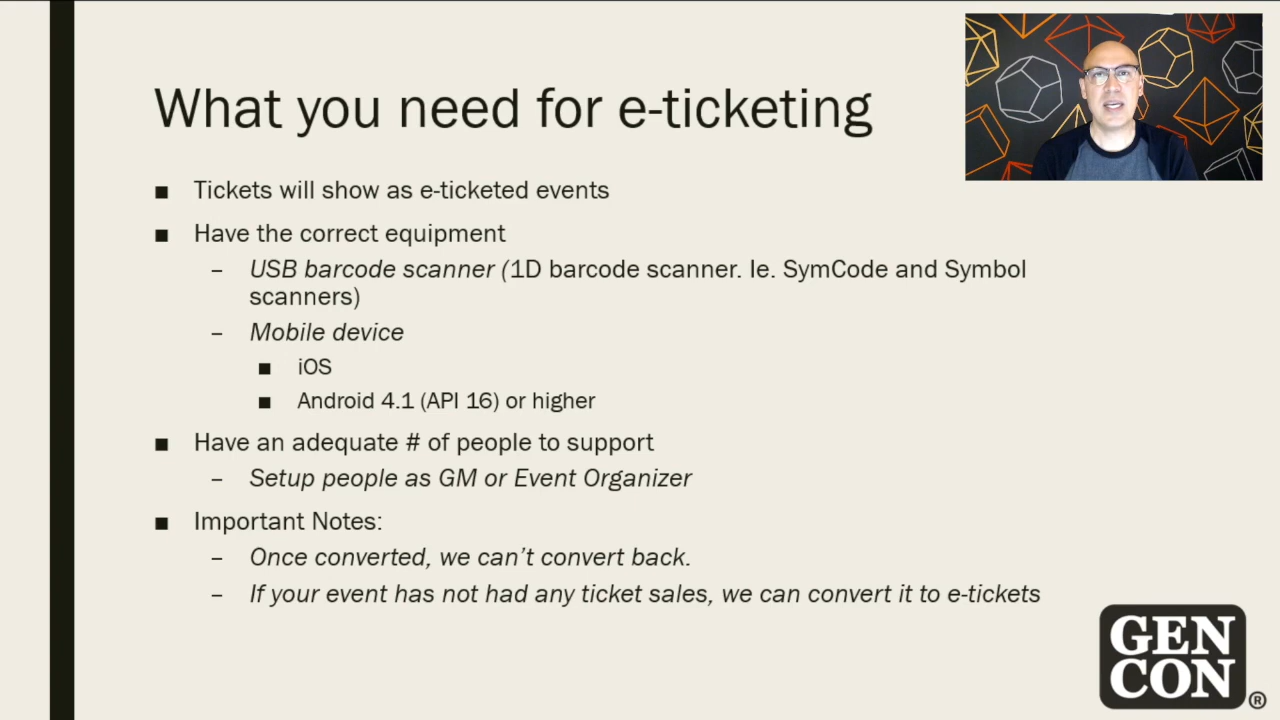 What you need for e-ticketing
■ Tickets will show as e-ticketed events
■ Have the correct equipment
– USB barcode scanner (1D barcode scanner. Ie. SymCode and Symbol
scanners)
– Mobile device
■ iOS
■ Android 4.1 (API 16) or higher
■ Have an adequate # of people to support
– Setup people as GM or Event Organizer
■ Important Notes:
– Once converted, we can't convert back.
– If your event has not had any ticket sales, we can convert it to e-tickets
GEN
CON®